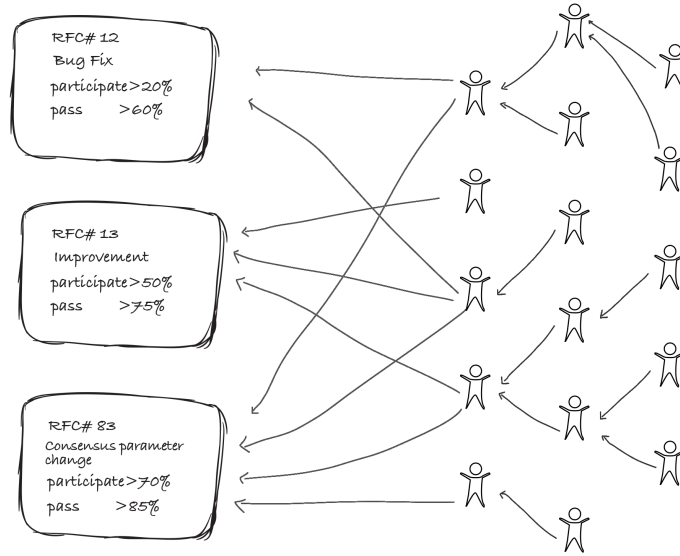 RFC# 12
Bug Fix
participate>20%
pass >60%
RFC# 13
Improvement
participate>50%
pass >75%
RFC# 83
Consensus parameter
change
participate>70%
pass >85%